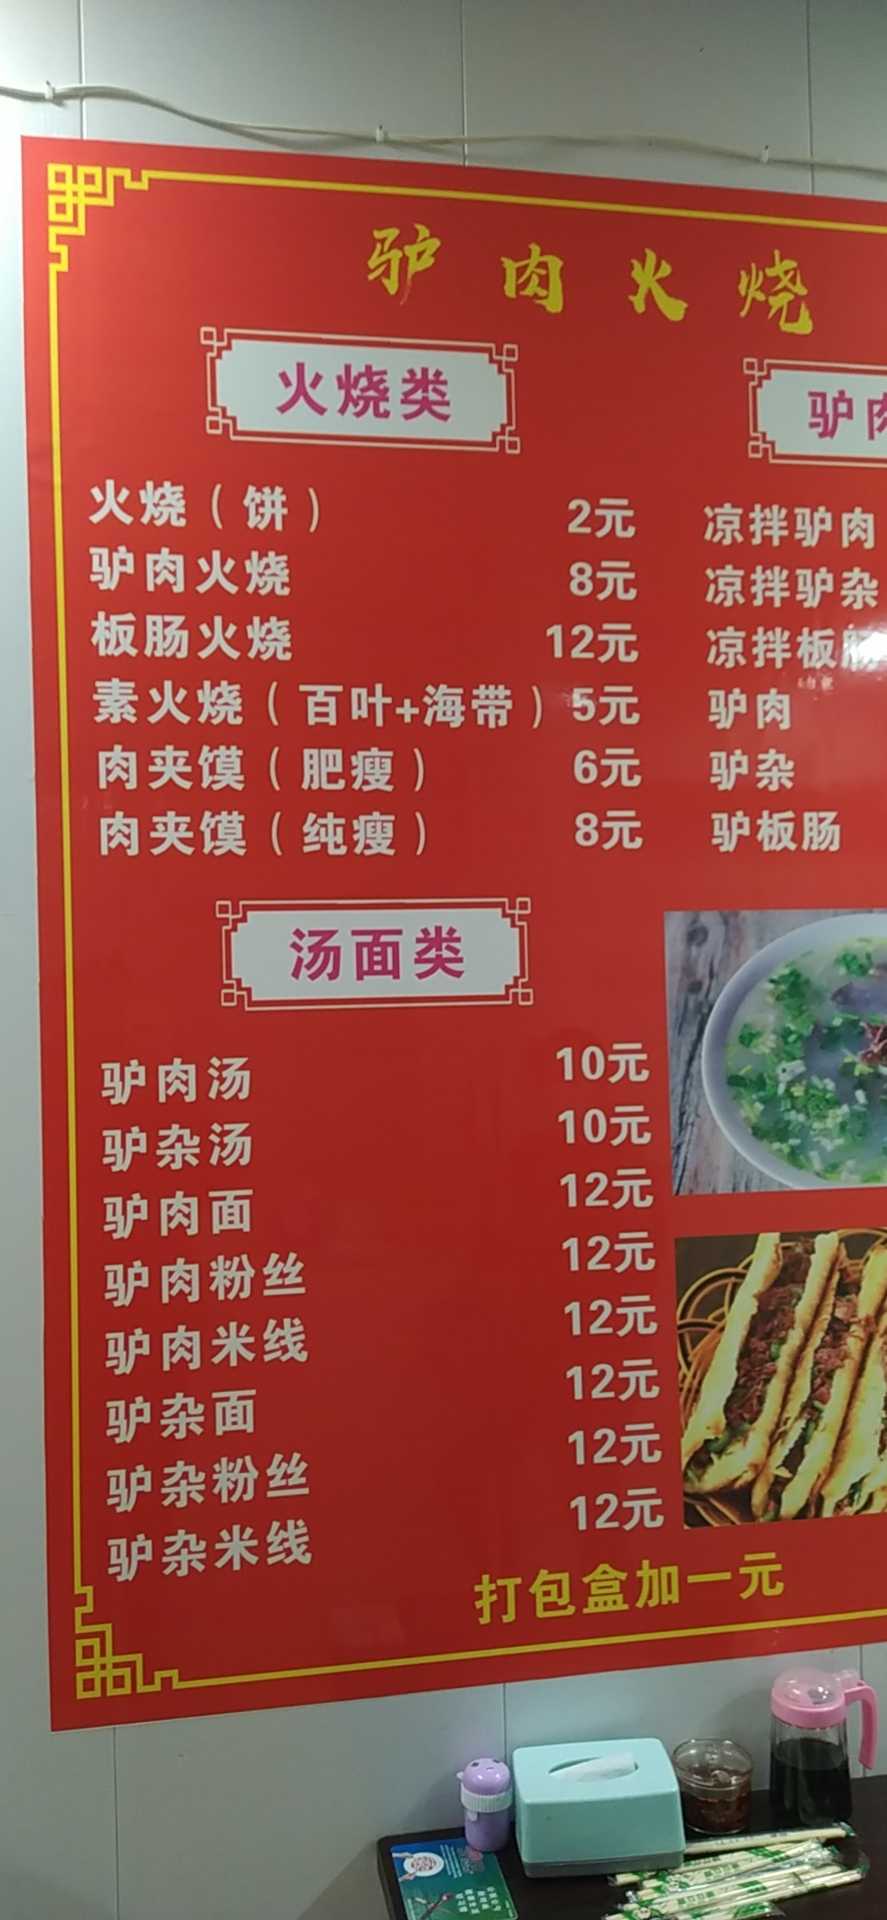 驴肉火烧
火烧类
火烧（饼） 2元
驴肉火烧 8元
板肠火烧 12元
素火烧（百叶+海带） 5元
肉夹馍（肥瘦） 6元
肉夹馍（纯瘦） 8元
汤面类
驴肉汤 10元
驴杂汤 10元
驴肉面 12元
驴肉粉丝 12元
驴肉米线 12元
驴杂面 12元
驴杂粉丝 12元
驴杂米线 12元
驴肉
凉拌驴肉
凉拌驴杂
凉拌板肠
驴肉
驴杂
驴板肠
打包盒加一元